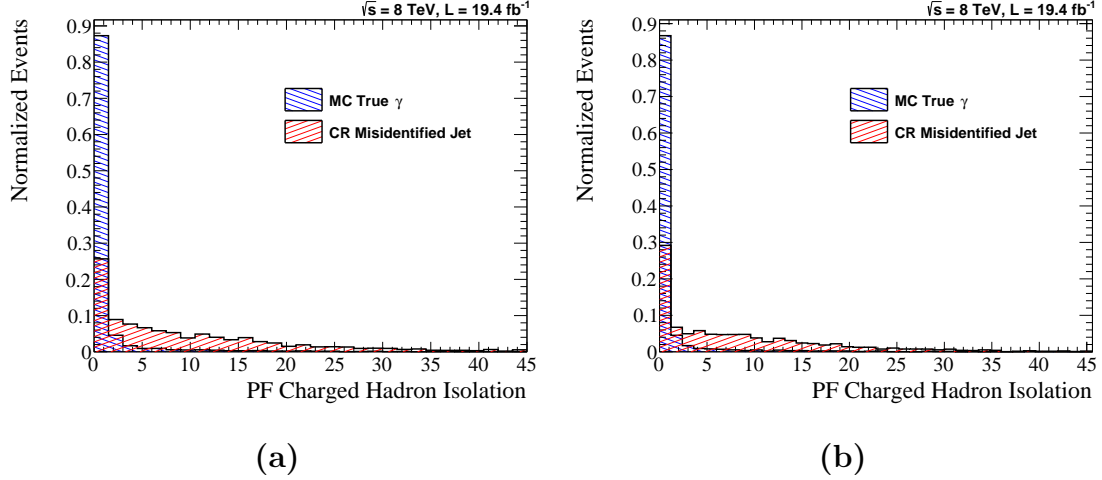 √s = 8 TeV, L = 19.4 fb⁻¹
Normalized Events
0.9
0.8
0.7
0.6
0.5
0.4
0.3
0.2
0.1
0
MC True γ
CR Misidentified Jet
0 5 10 15 20 25 30 35 40 45
PF Charged Hadron Isolation
(a)
√s = 8 TeV, L = 19.4 fb⁻¹
Normalized Events
0.9
0.8
0.7
0.6
0.5
0.4
0.3
0.2
0.1
0
MC True γ
CR Misidentified Jet
0 5 10 15 20 25 30 35 40 45
PF Charged Hadron Isolation
(b)